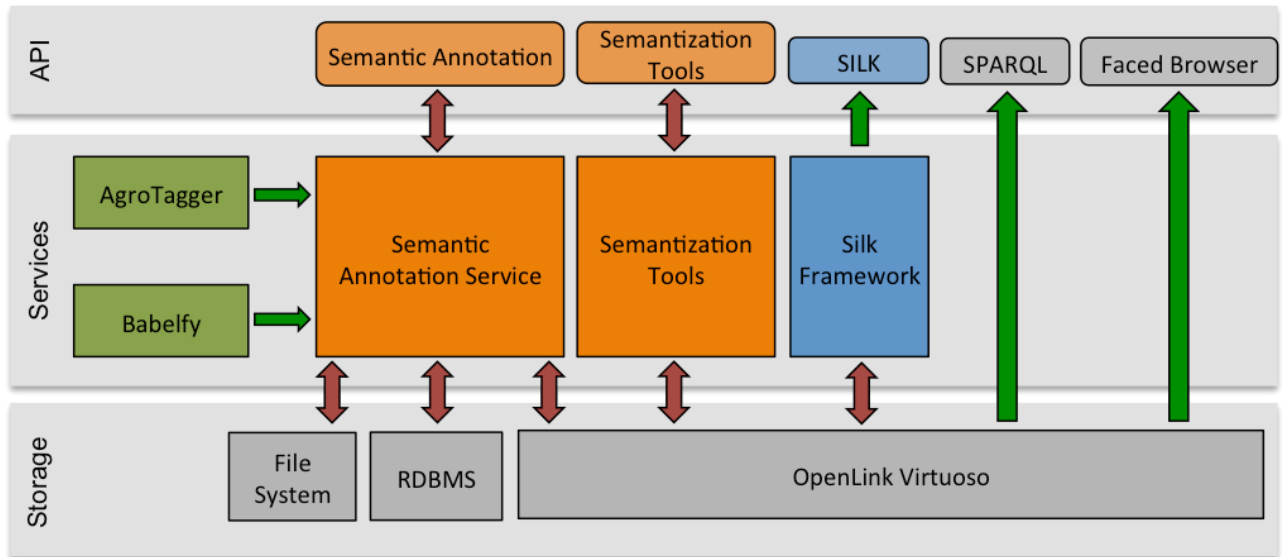 API
Semantic Annotation
Semantization
Tools
SILK
SPARQL
Faced Browser
Services
AgroTagger
Babelfy
Semantic
Annotation Service
Semantization
Tools
Silk
Framework
Storage
File
System
RDBMS
OpenLink Virtuoso